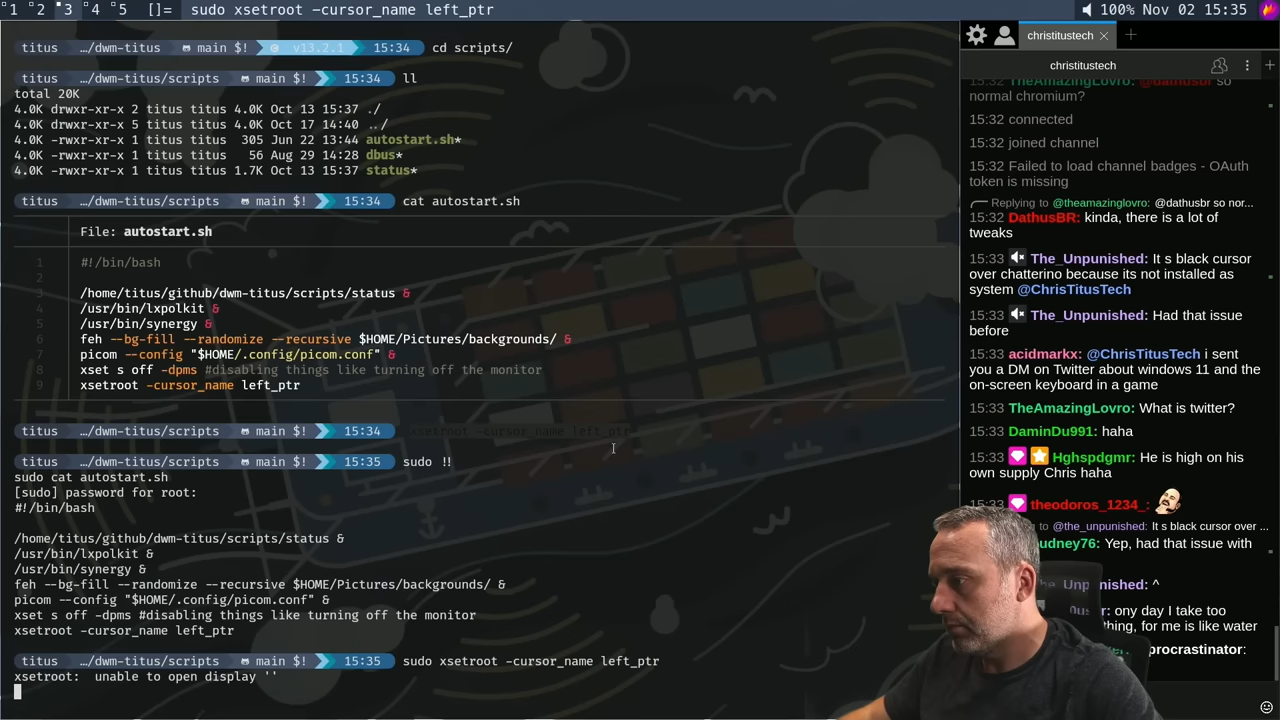 1 2 3 4 5 []= sudo xsetroot -cursor_name left_ptr 100% Nov 02 15:35
titus …/dwm-titus main $! v13.2.1 15:34 cd scripts/
titus …/dwm-titus/scripts main $! 15:34 ll
total 20K
4.0K drwxr-xr-x 2 titus titus 4.0K Oct 13 15:37 ./
4.0K drwxr-xr-x 5 titus titus 4.0K Oct 17 14:40 ../
4.0K -rwxr-xr-x 1 titus titus 305 Jun 22 13:44 autostart.sh*
4.0K -rwxr-xr-x 1 titus titus 56 Aug 29 14:28 dbus*
4.0K -rwxr-xr-x 1 titus titus 1.7K Oct 13 15:37 status*
titus …/dwm-titus/scripts main $! 15:34 cat autostart.sh
File: autostart.sh
1 #!/bin/bash
2
3 /home/titus/github/dwm-titus/scripts/status &
4 /usr/bin/lxpolkit &
5 /usr/bin/synergy &
6 feh --bg-fill --randomize --recursive $HOME/Pictures/backgrounds/ &
7 picom --config "$HOME/.config/picom.conf" &
8 xset s off -dpms #disabling things like turning off the monitor
9 xsetroot -cursor_name left_ptr
titus …/dwm-titus/scripts main $! 15:34 xsetroot -cursor_name left_ptr
titus …/dwm-titus/scripts main $! 15:35 sudo !!
sudo cat autostart.sh
[sudo] password for root:
#!/bin/bash
/home/titus/github/dwm-titus/scripts/status &
/usr/bin/lxpolkit &
/usr/bin/synergy &
feh --bg-fill --randomize --recursive $HOME/Pictures/backgrounds/ &
picom --config "$HOME/.config/picom.conf" &
xset s off -dpms #disabling things like turning off the monitor
xsetroot -cursor_name left_ptr
titus …/dwm-titus/scripts main $! 15:35 sudo xsetroot -cursor_name left_ptr
xsetroot: unable to open display ''
christitustech
christitustech
15:32 TheAmazingLovro: @dathusbr so
normal chromium?
15:32 connected
15:32 joined channel
15:32 Failed to load channel badges - OAuth
token is missing
Replying to @theamazinglovro: @dathusbr so nor...
15:32 DathusBR: kinda, there is a lot of
tweaks
15:33 The_Unpunished: It s black cursor
over chatterino because its not installed as
system @ChrisTitusTech
15:33 The_Unpunished: Had that issue
before
15:33 acidmarkx: @ChrisTitusTech i sent
you a DM on Twitter about windows 11 and the
on-screen keyboard in a game
15:33 TheAmazingLovro: What is twitter?
15:33 DaminDu991: haha
15:33 Hghspdgmr: He is high on his
own supply Chris haha
15:33 theodoros_1234_:
to @the_unpunished: It s black cursor over ...
udney76: Yep, had that issue with
nished: ^
ony day I take too
thing, for me is like water
procrastinator: